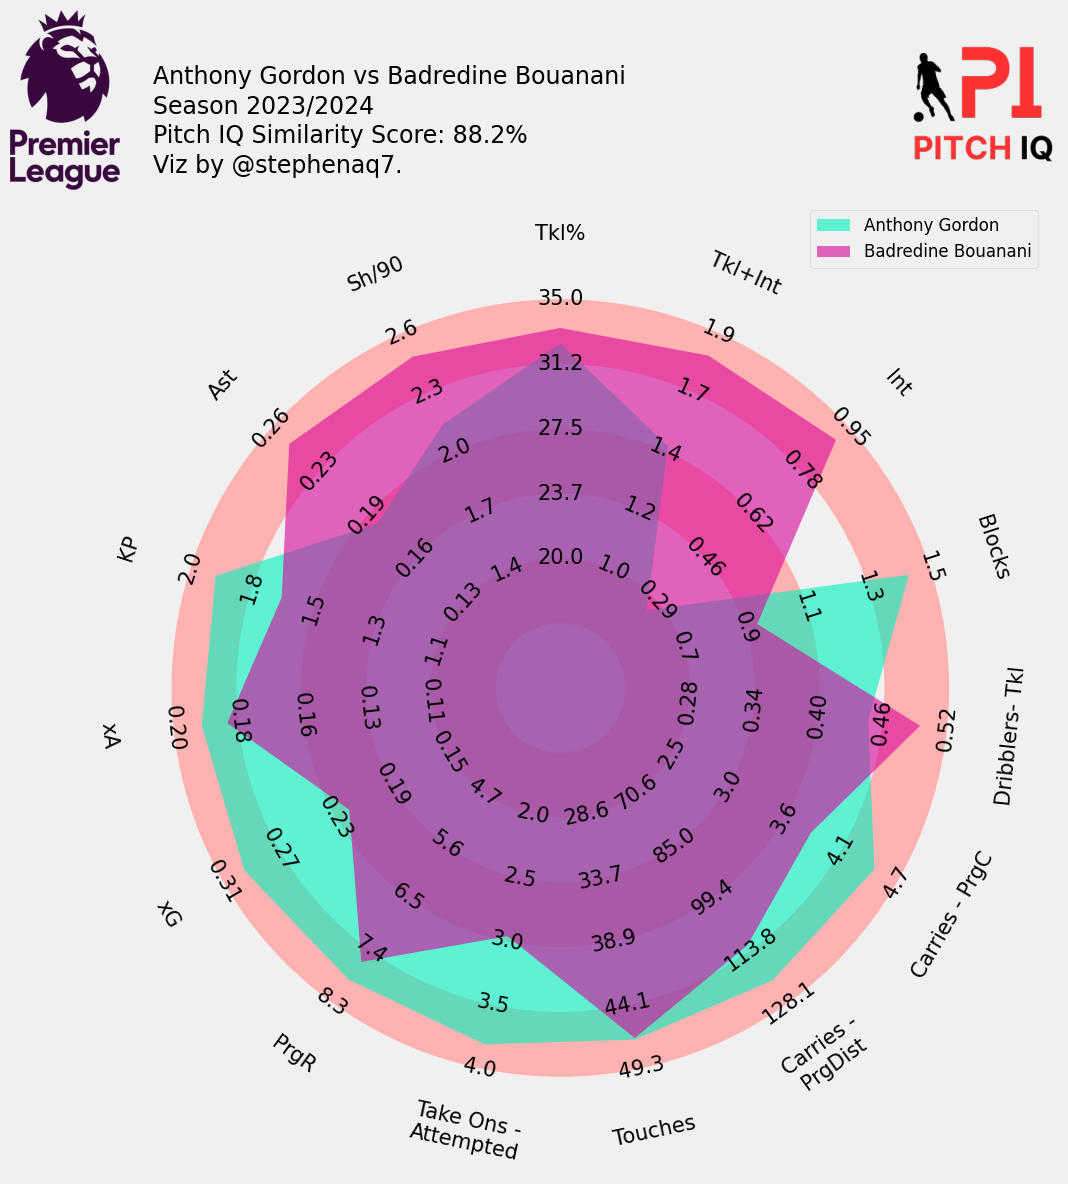 Premier
League
Anthony Gordon vs Badredine Bouanani
Season 2023/2024
Pitch IQ Similarity Score: 88.2%
Viz by @stephenaq7.
PI
PITCH IQ
Anthony Gordon
Badredine Bouanani
Tkl%
35.0
31.2
27.5
23.7
20.0
Tkl+Int
1.9
1.7
1.4
1.2
1.0
Int
0.95
0.78
0.62
0.46
0.29
Blocks
1.5
1.3
1.1
0.9
0.7
Dribblers- Tkl
0.52
0.46
0.40
0.34
0.28
Carries - PrgC
4.7
4.1
3.6
3.0
2.5
Carries -
PrgDist
128.1
113.8
99.4
85.0
70.6
Touches
49.3
44.1
38.9
33.7
28.6
Take Ons -
Attempted
4.0
3.5
3.0
2.5
2.0
PrgR
8.3
7.4
6.5
5.6
4.7
xG
0.31
0.27
0.23
0.19
0.15
xA
0.20
0.18
0.16
0.13
0.11
KP
2.0
1.8
1.5
1.3
1.1
Ast
0.26
0.23
0.19
0.16
0.13
Sh/90
2.6
2.3
2.0
1.7
1.4